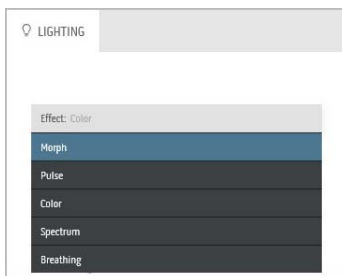 LIGHTING
Effect: Color
Morph
Pulse
Color
Spectrum
Breathing